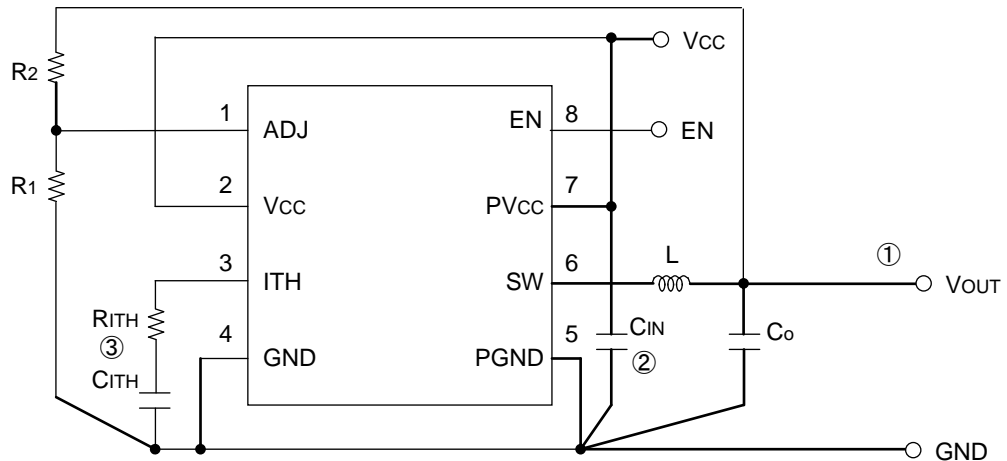 VCC
R2
1
ADJ
EN
8
EN
R1
2
VCC
PVCC
7
3
ITH
SW
6
L
①
VOUT
RITH
③
CITH
4
GND
PGND
5
CIN
②
Co
GND